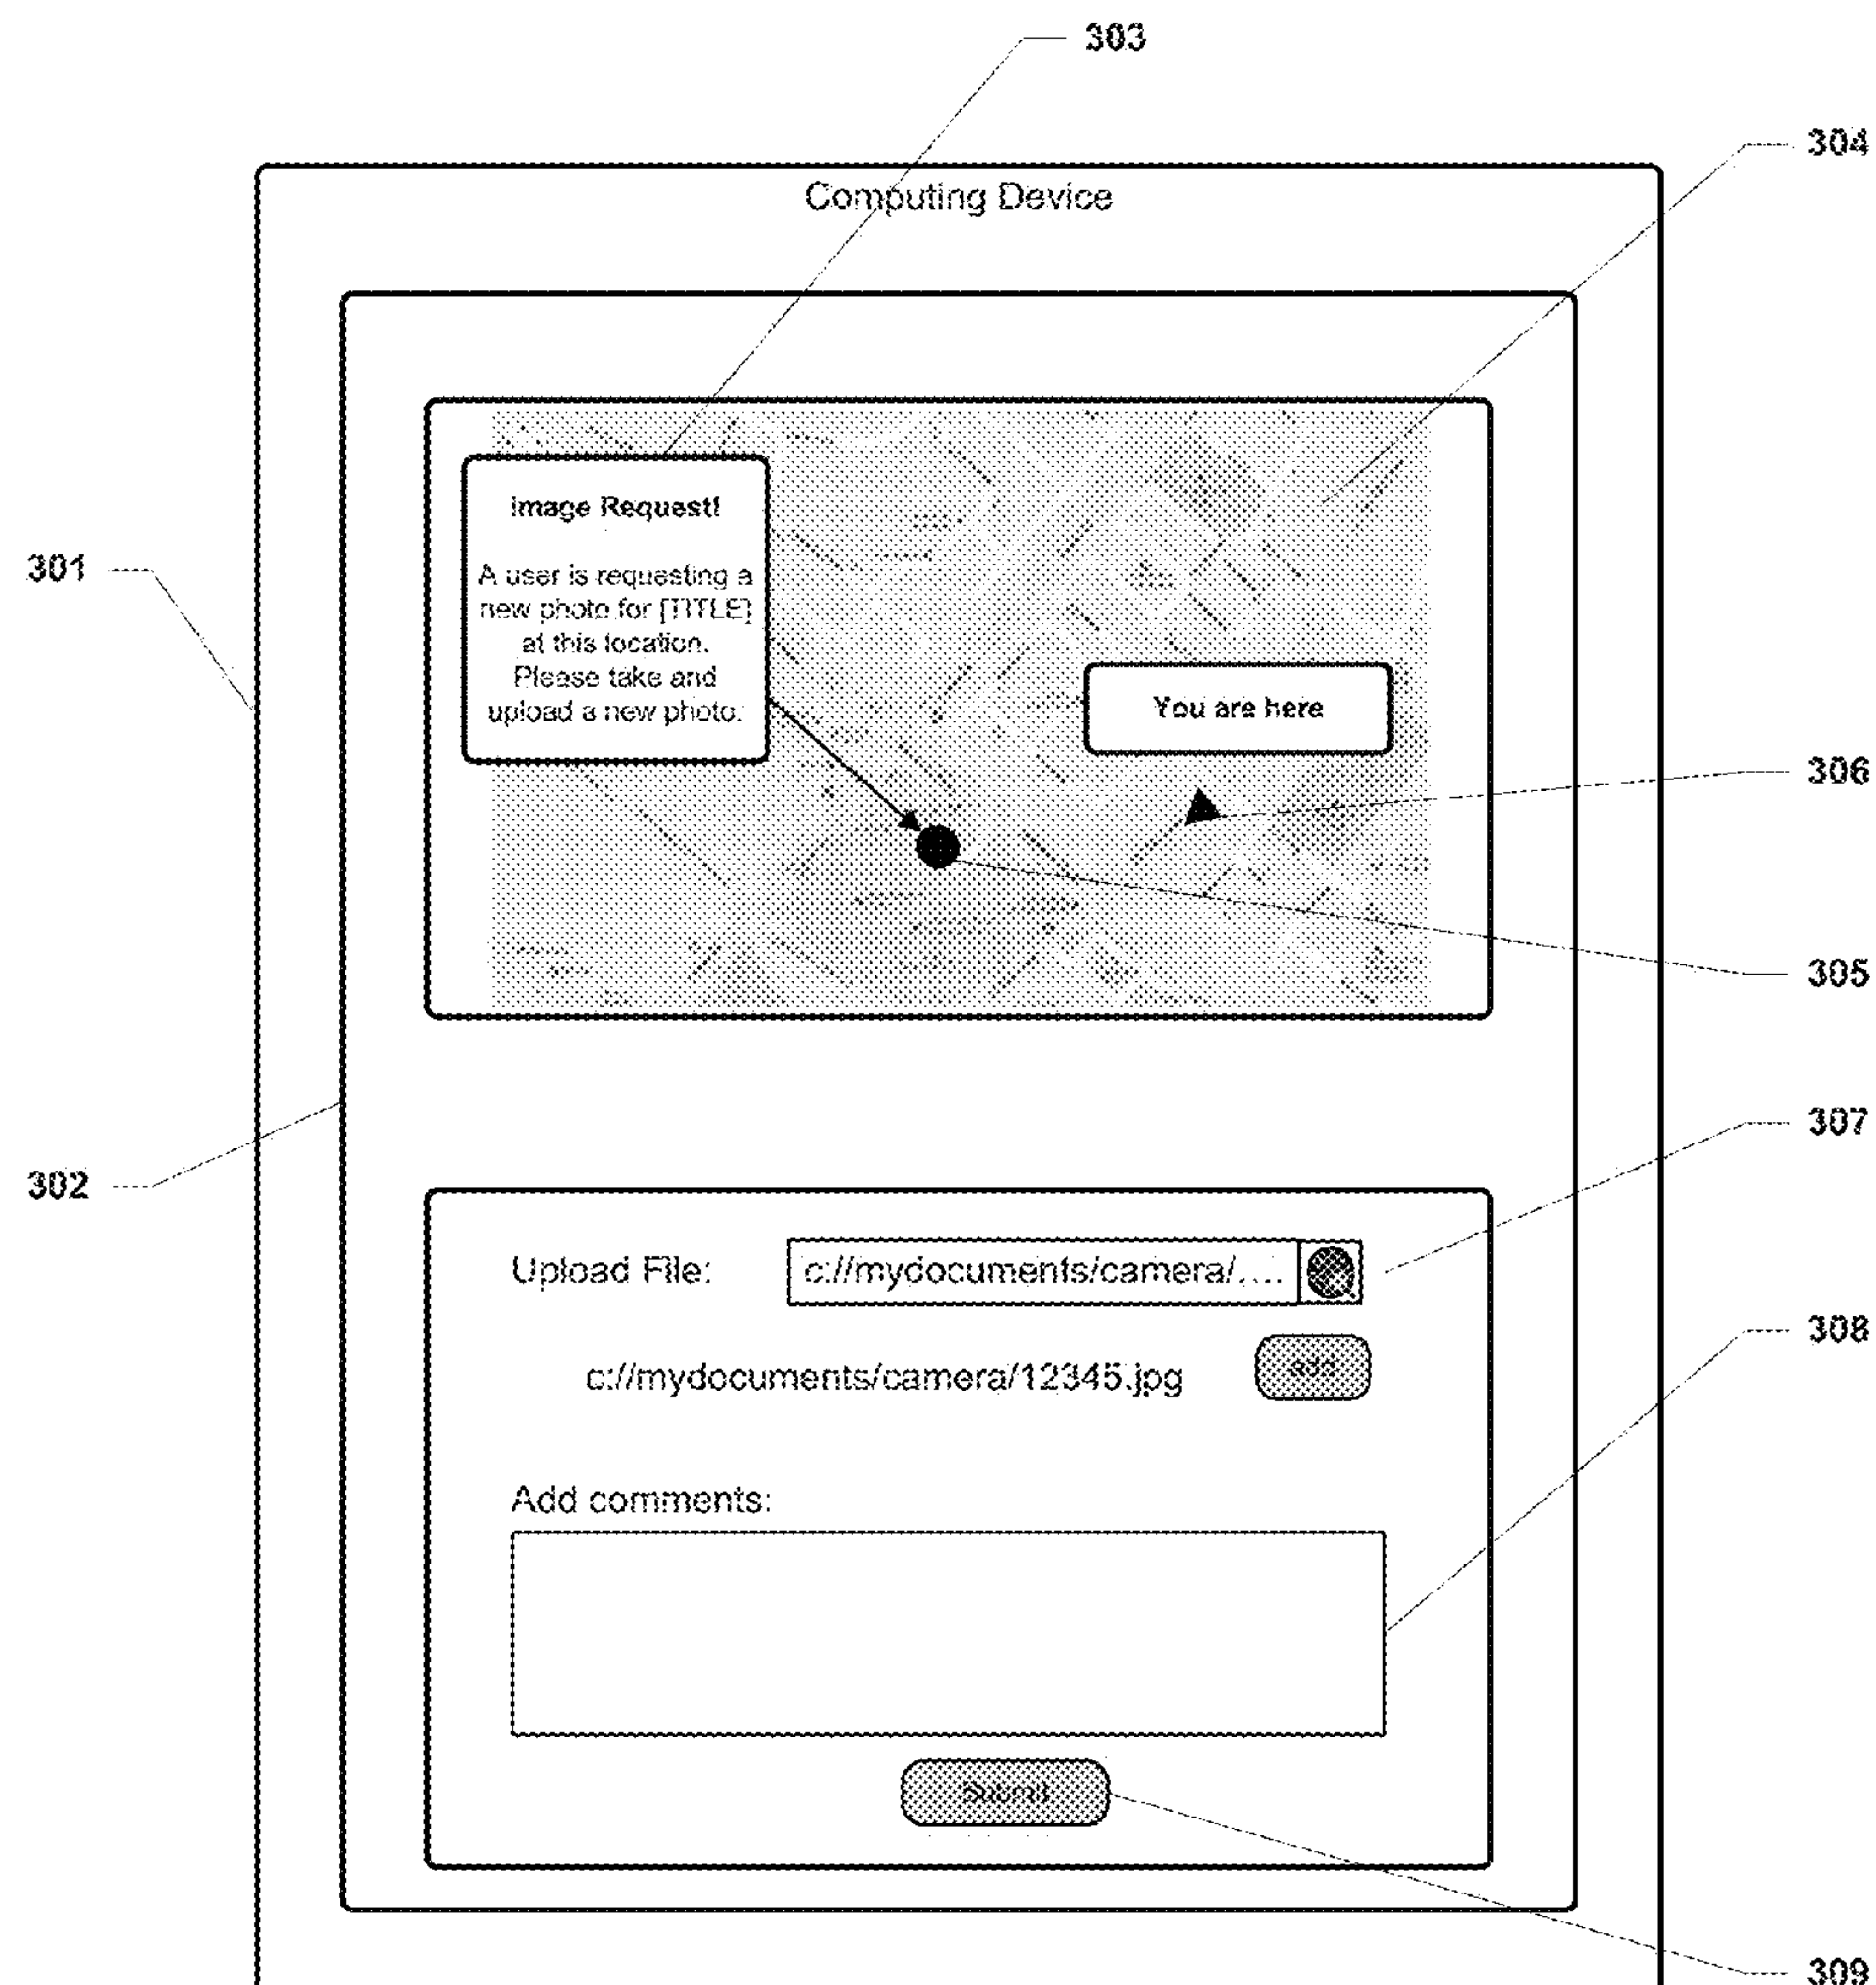 303
304
Computing Device
Image Request!
A user is requesting a
new photo for [TITLE]
at this location.
Please take and
upload a new photo.
301
You are here
306
305
307
302
Upload File:
c://mydocuments/camera/....
308
c://mydocuments/camera/12345.jpg
add
Add comments:
Submit
309